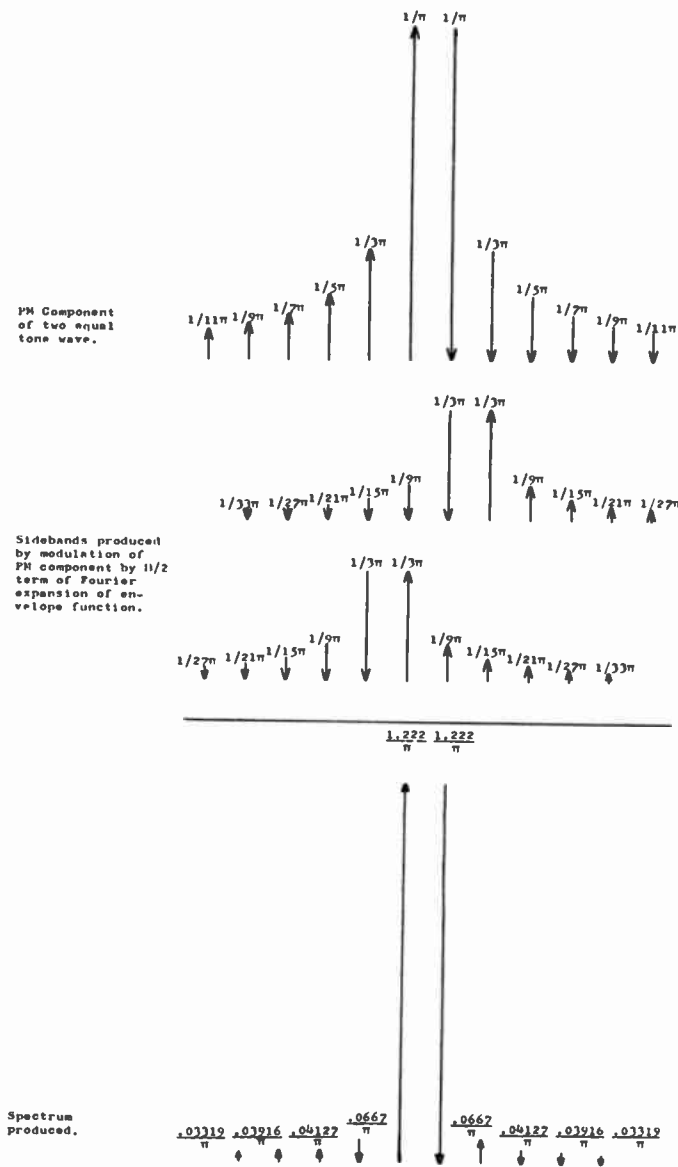 1/π 1/π
1/3π 1/3π
1/5π 1/5π
1/7π 1/7π
1/11π 1/9π 1/9π 1/11π
PM Component
of two equal
tone wave.
1/3π 1/3π
1/9π 1/9π
1/33π 1/27π 1/21π 1/15π 1/15π 1/21π 1/27π
Sidebands produced
by modulation of
PM component by II/2
term of Fourier
expansion of en-
velope function.
1/3π 1/3π
1/27π 1/21π 1/15π 1/9π 1/9π 1/15π 1/21π 1/27π 1/33π
1.222/π 1.222/π
Spectrum
produced.
.03319/π .03916/π .04127/π .0667/π .0667/π .04127/π .03916/π .03319/π